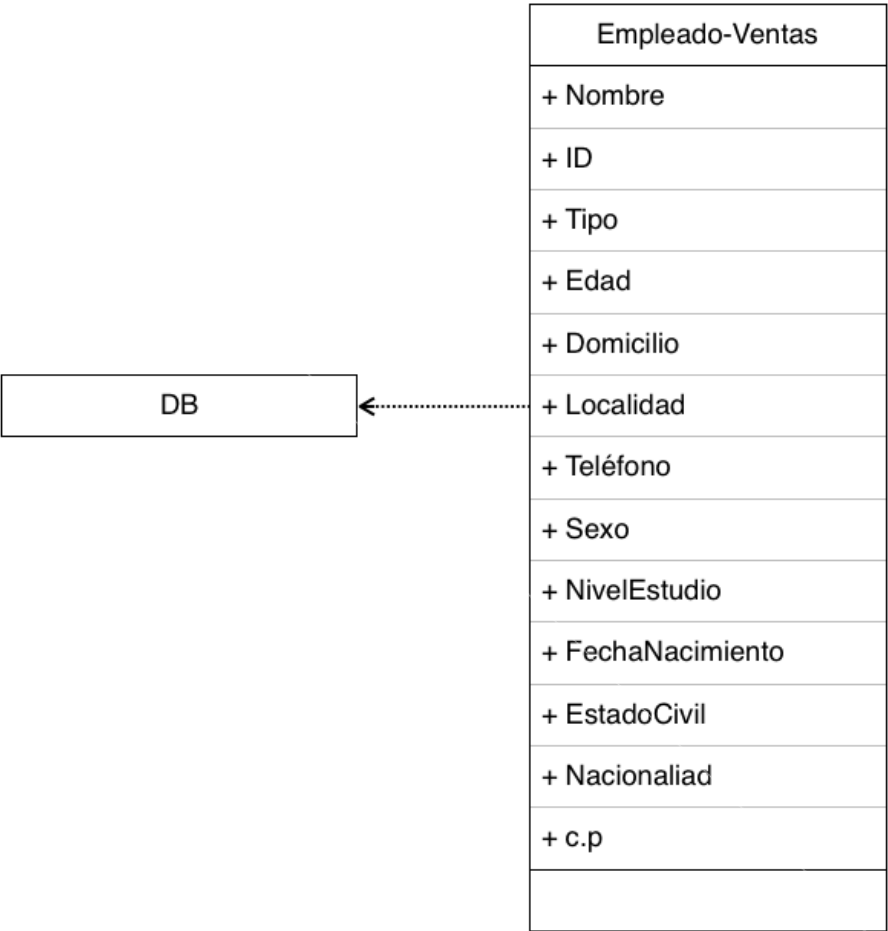 Empleado-Ventas
+ Nombre
+ ID
+ Tipo
+ Edad
+ Domicilio
DB
+ Localidad
+ Teléfono
+ Sexo
+ NivelEstudio
+ FechaNacimiento
+ EstadoCivil
+ Nacionaliad
+ c.p